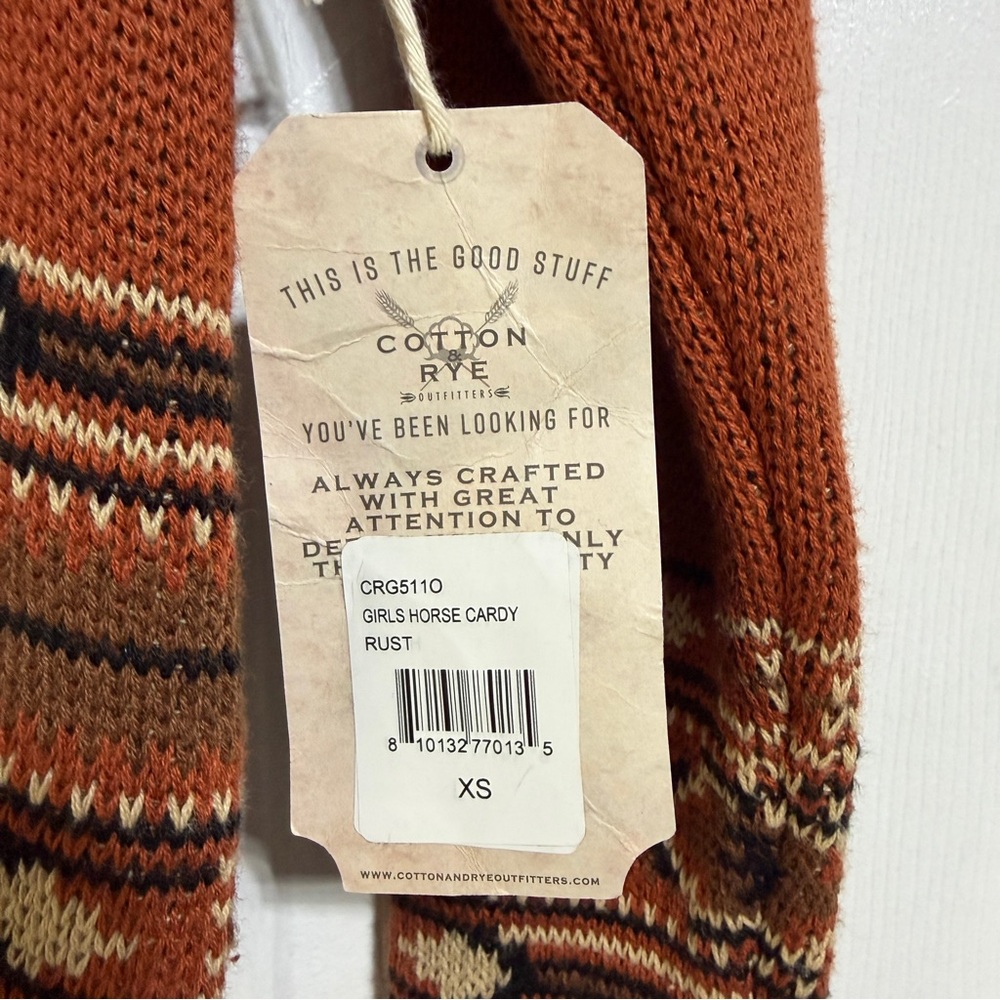 THIS IS THE GOOD STUFF
COTTON
&
RYE
OUTFITTERS
YOU'VE BEEN LOOKING FOR
ALWAYS CRAFTED
WITH GREAT
ATTENTION TO
CRG511O
GIRLS HORSE CARDY
RUST
8 10132 77013 5
XS
WWW.COTTONANDRYEOUTFITTERS.COM